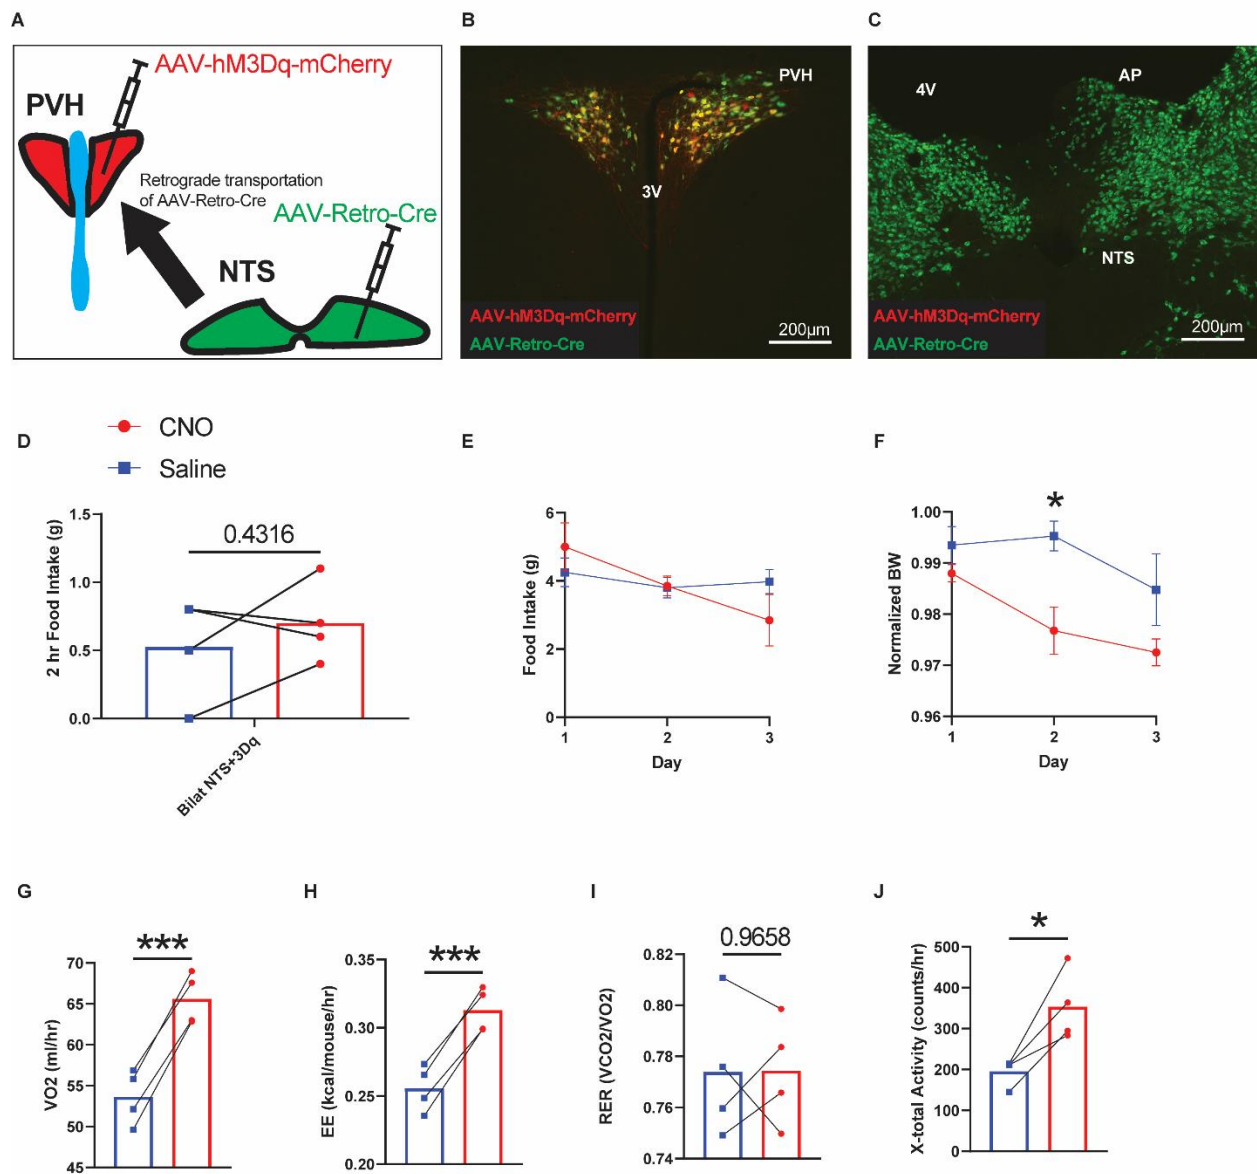 A
AAV-hM3Dq-mCherry
PVH
Retrograde transportation
of AAV-Retro-Cre
AAV-Retro-Cre
NTS
B
PVH
3V
AAV-hM3Dq-mCherry
AAV-Retro-Cre
200µm
C
4V
AP
NTS
AAV-hM3Dq-mCherry
AAV-Retro-Cre
200µm
CNO
Saline
D
2 hr Food Intake (g)
1.5
1.0
0.5
0.0
0.4316
Bilat NTS+3Dq
E
Food Intake (g)
6
4
2
0
1 2 3
Day
F
Normalized BW
1.00
0.99
0.98
0.97
0.96
*
1 2 3
Day
G
VO2 (ml/hr)
70
65
60
55
50
45
***
H
EE (kcal/mouse/hr)
0.35
0.30
0.25
0.20
***
I
RER (VCO2/VO2)
0.82
0.80
0.78
0.76
0.74
0.9658
J
X-total Activity (counts/hr)
500
400
300
200
100
0
*